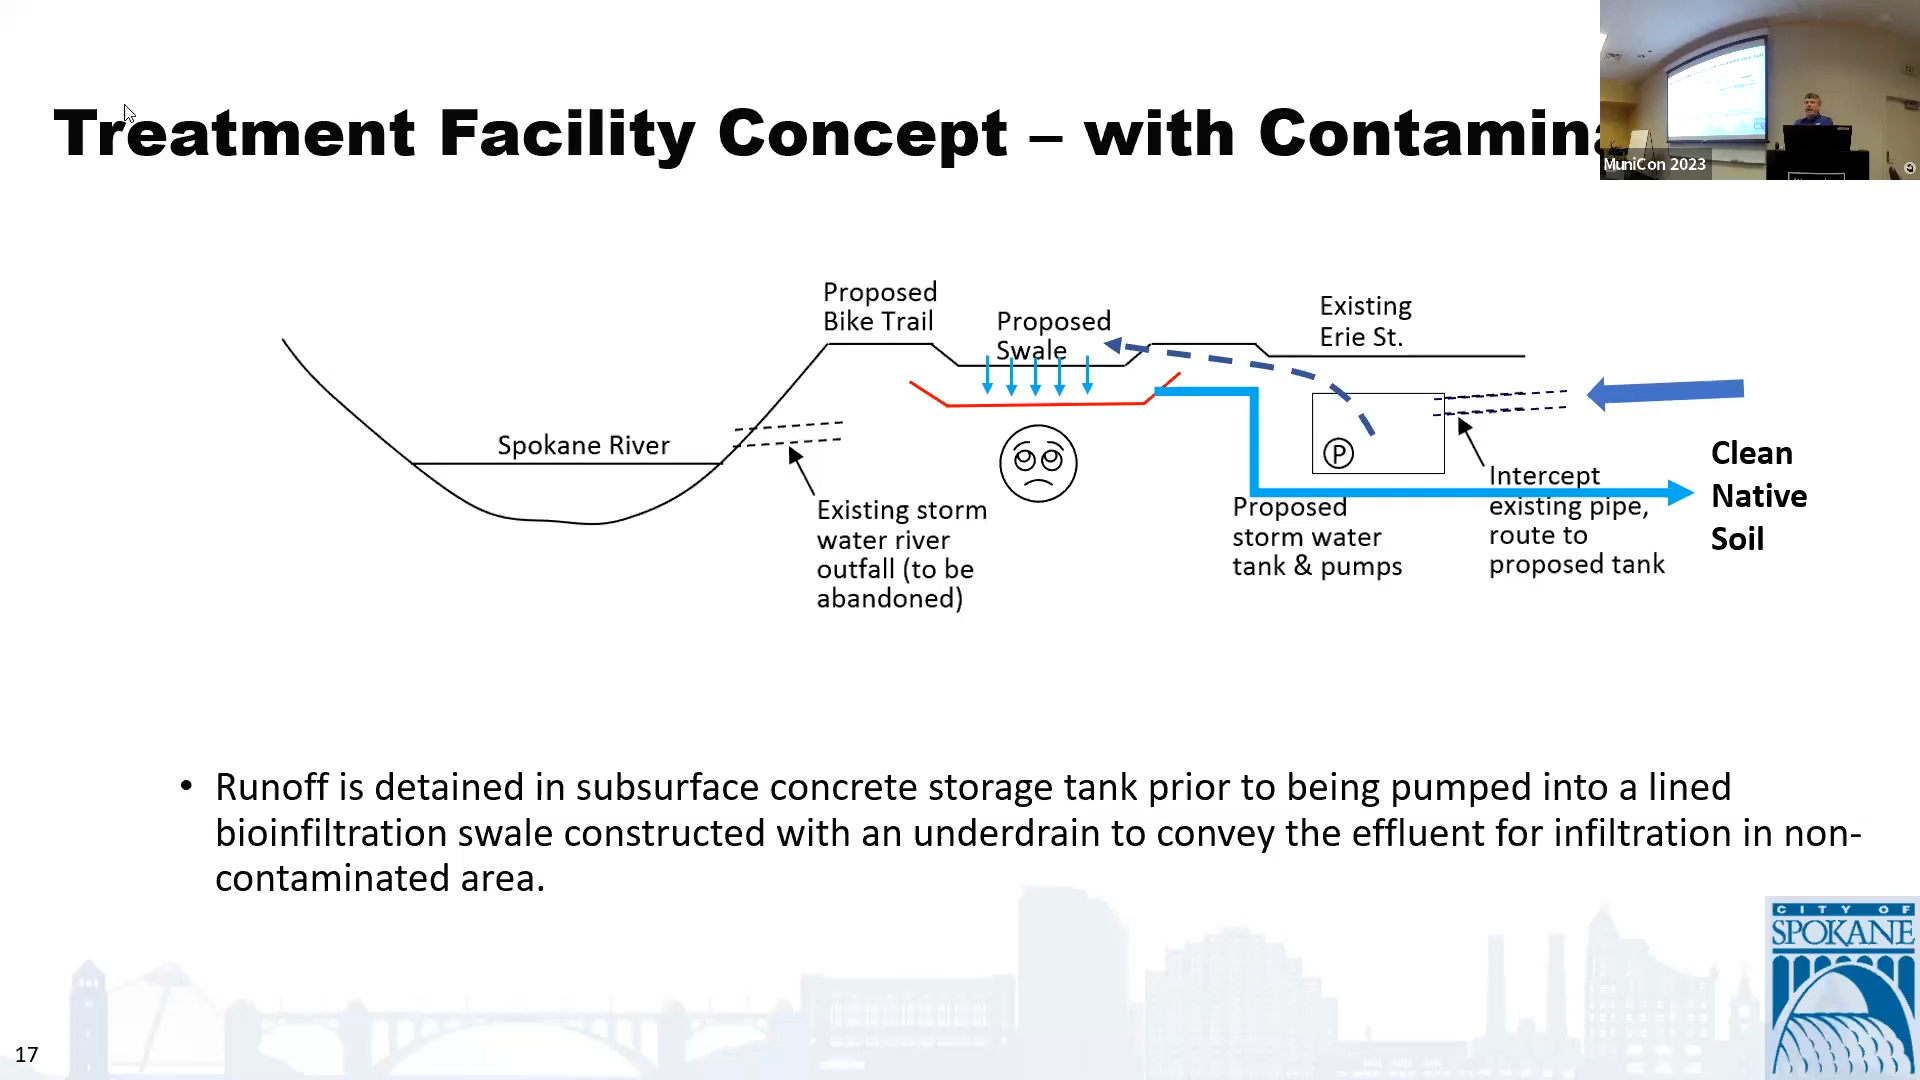 Treatment Facility Concept – with Contamina
MuniCon 2023
Proposed
Bike Trail
Proposed
Swale
Existing
Erie St.
Spokane River
P
Clean
Native
Soil
Existing storm
water river
outfall (to be
abandoned)
Proposed
storm water
tank & pumps
Intercept
existing pipe,
route to
proposed tank
• Runoff is detained in subsurface concrete storage tank prior to being pumped into a lined
bioinfiltration swale constructed with an underdrain to convey the effluent for infiltration in non-
contaminated area.
CITY OF
SPOKANE
17